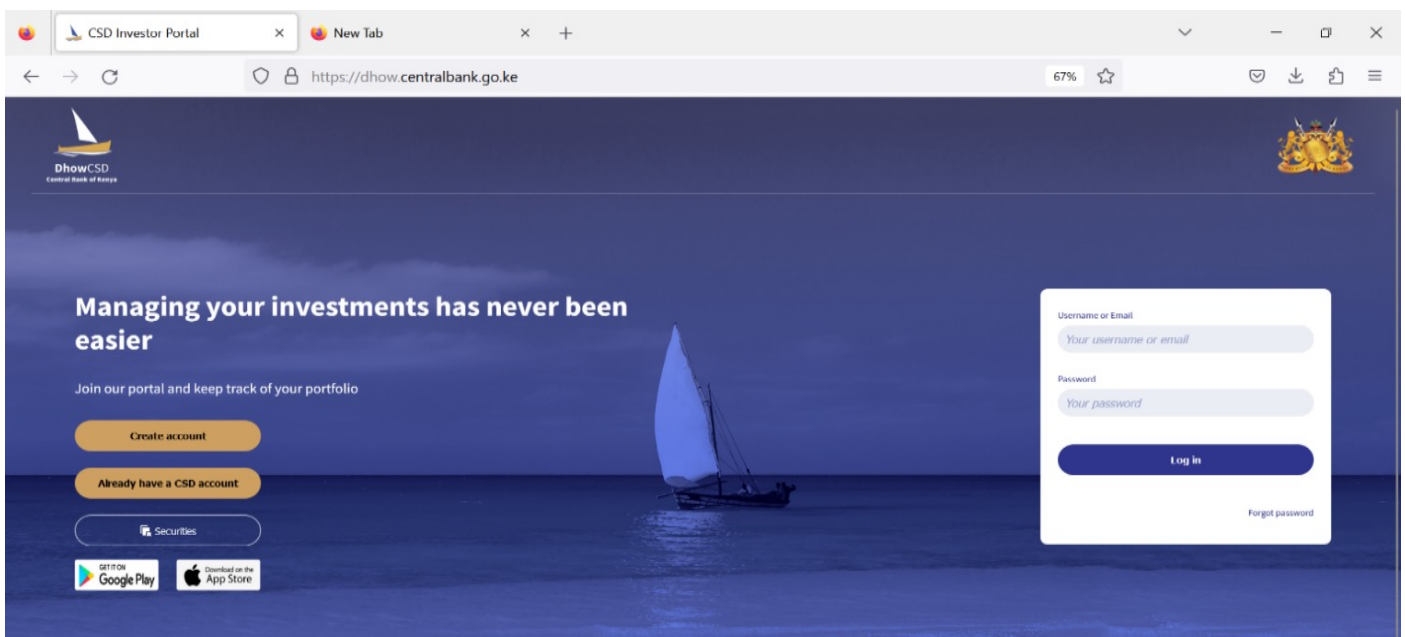 CSD Investor Portal
New Tab
https://dhow.centralbank.go.ke
67%
DhowCSD
Central Bank of Kenya
Managing your investments has never been
easier
Join our portal and keep track of your portfolio
Create account
Already have a CSD account
Securities
GET IT ON
Google Play
Download on the
App Store
Username or Email
Your username or email
Password
Your password
Log in
Forgot password